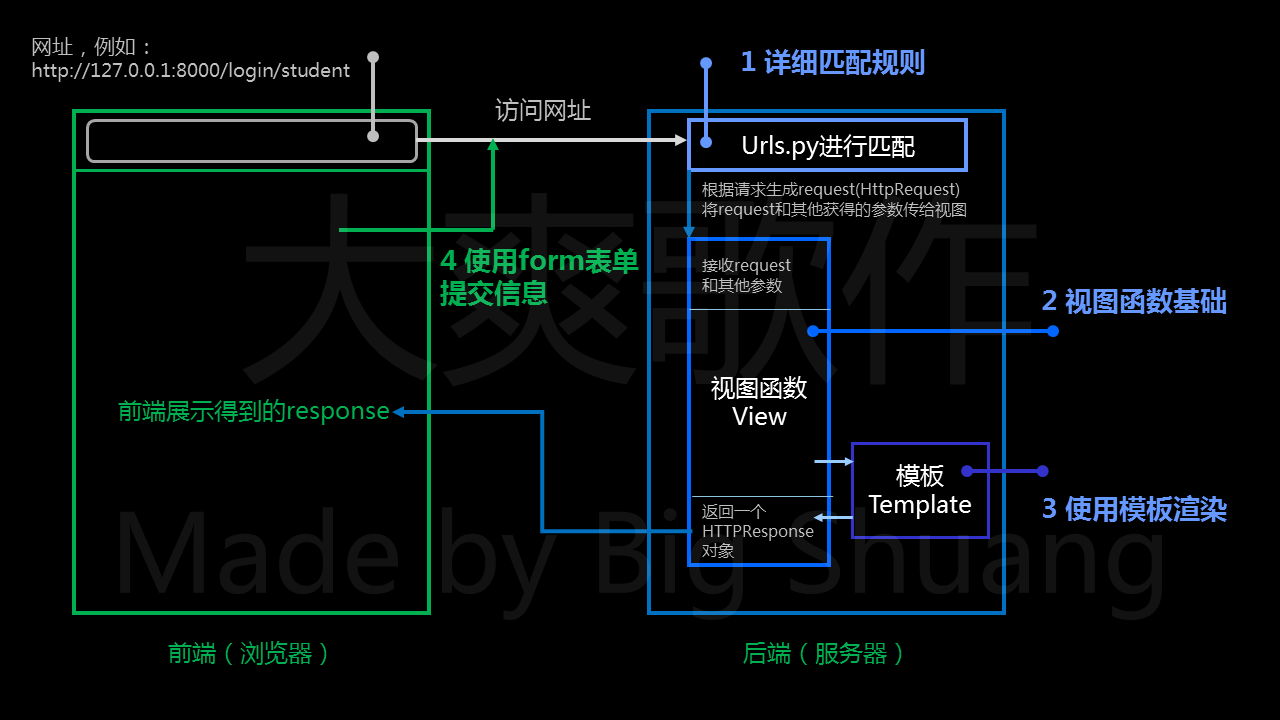 网址，例如：
http://127.0.0.1:8000/login/student
1 详细匹配规则
访问网址
Urls.py进行匹配
根据请求生成request(HttpRequest)
将request和其他获得的参数传给视图
4 使用form表单
提交信息
接收request
和其他参数
2 视图函数基础
视图函数
View
前端展示得到的response
模板
Template
3 使用模板渲染
返回一个
HTTPResponse
对象
前端（浏览器）
后端（服务器）
大爽歌作
Made by Big Shuang